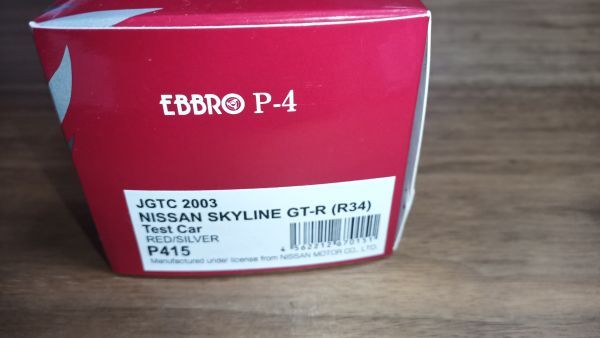 EBBRO P-4
JGTC 2003
NISSAN SKYLINE GT-R (R34)
Test Car
RED/SILVER
P415
Manufactured under license from NISSAN MOTOR CO., LTD.